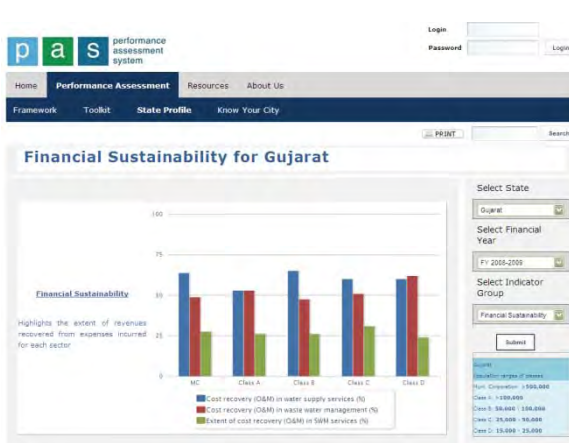 Login
Password
Login
pas
performance
assessment
system
Home Performance Assessment Resources About Us
Framework Toolkit State Profile Know Your City
PRINT
Search
Financial Sustainability for Gujarat
Select State
Gujarat
Select Financial
Year
FY 2008-2009
Select Indicator
Group
Financial Sustainability
Submit
Financial Sustainability
Highlights the extent of revenues
recovered from expenses incurred
for each sector
100
75
50
25
0
MC Class A Class B Class C Class D
Cost recovery (O&M) in water supply services (%)
Cost recovery (O&M) in waste water management (%)
Extent of cost recovery (O&M) in SWM services (%)
Gujarat
Population ranges of classes
Muni. Corporation: >300,000
Class A: >100,000
Class B: 50,000 - 100,000
Class C: 25,000 - 50,000
Class D: 15,000 - 25,000